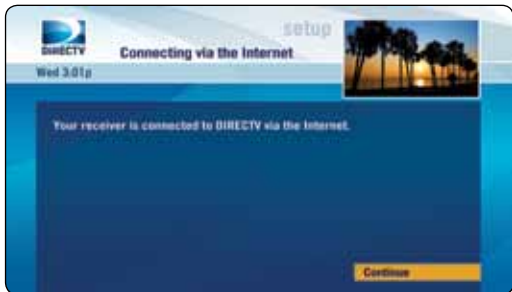 setup
DIRECTV
Connecting via the Internet
Wed 3:01p
Your receiver is connected to DIRECTV via the Internet.
Continue